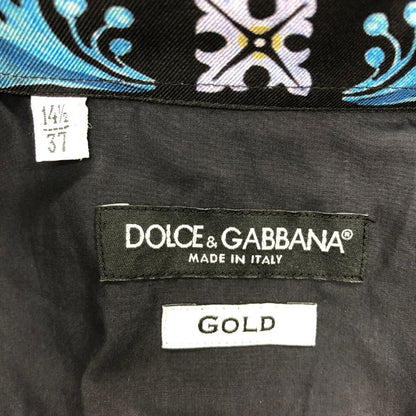 14½
37
DOLCE & GABBANA®
MADE IN ITALY
GOLD